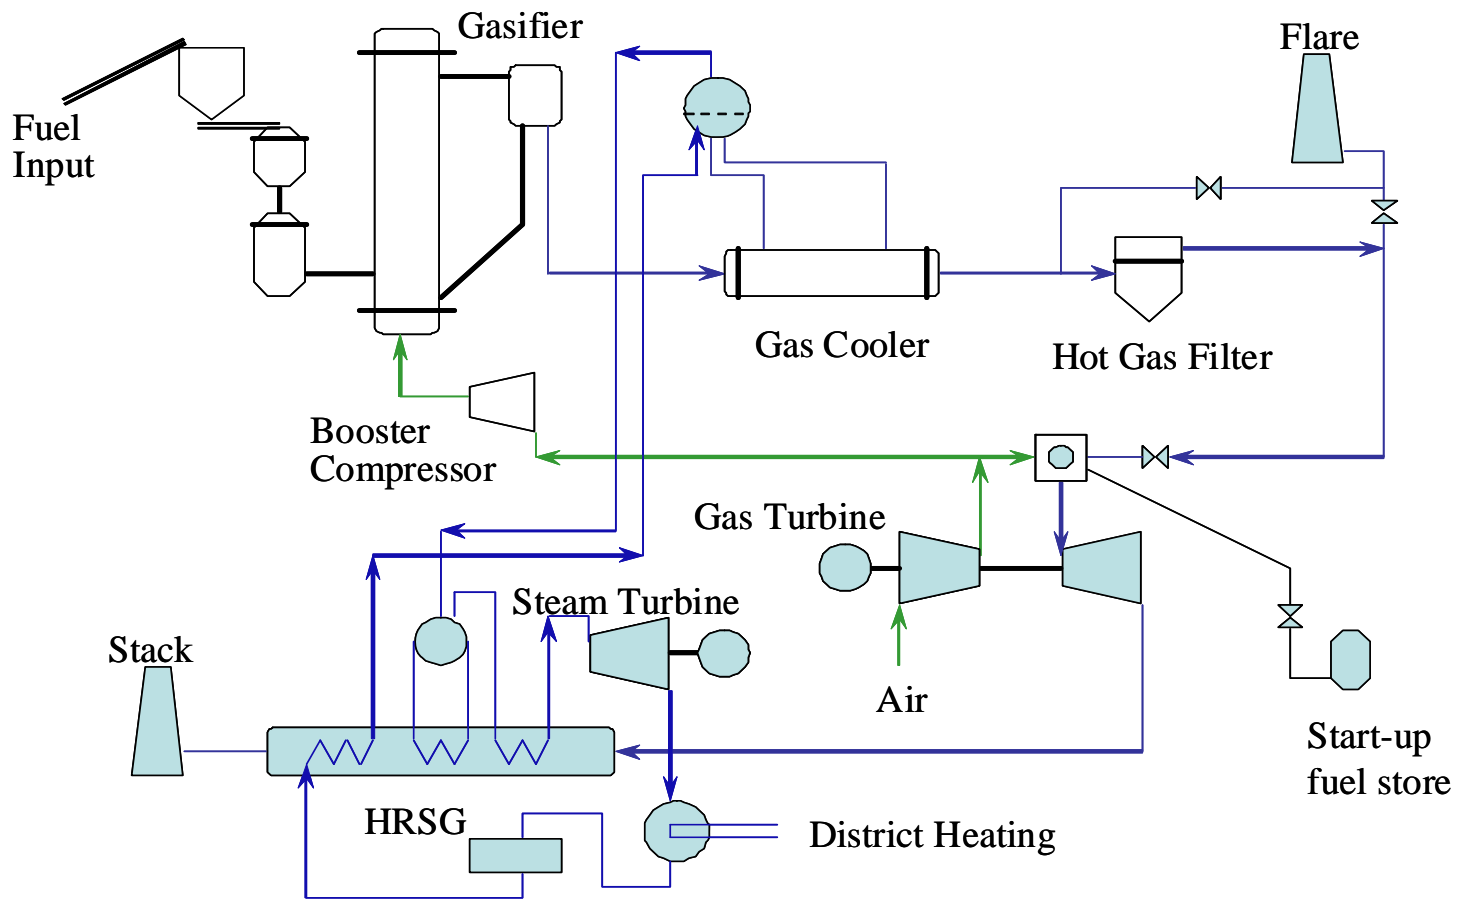 Gasifier
Flare
Fuel
Input
Gas Cooler
Hot Gas Filter
Booster
Compressor
Gas Turbine
Steam Turbine
Stack
Air
Start-up
fuel store
HRSG
District Heating